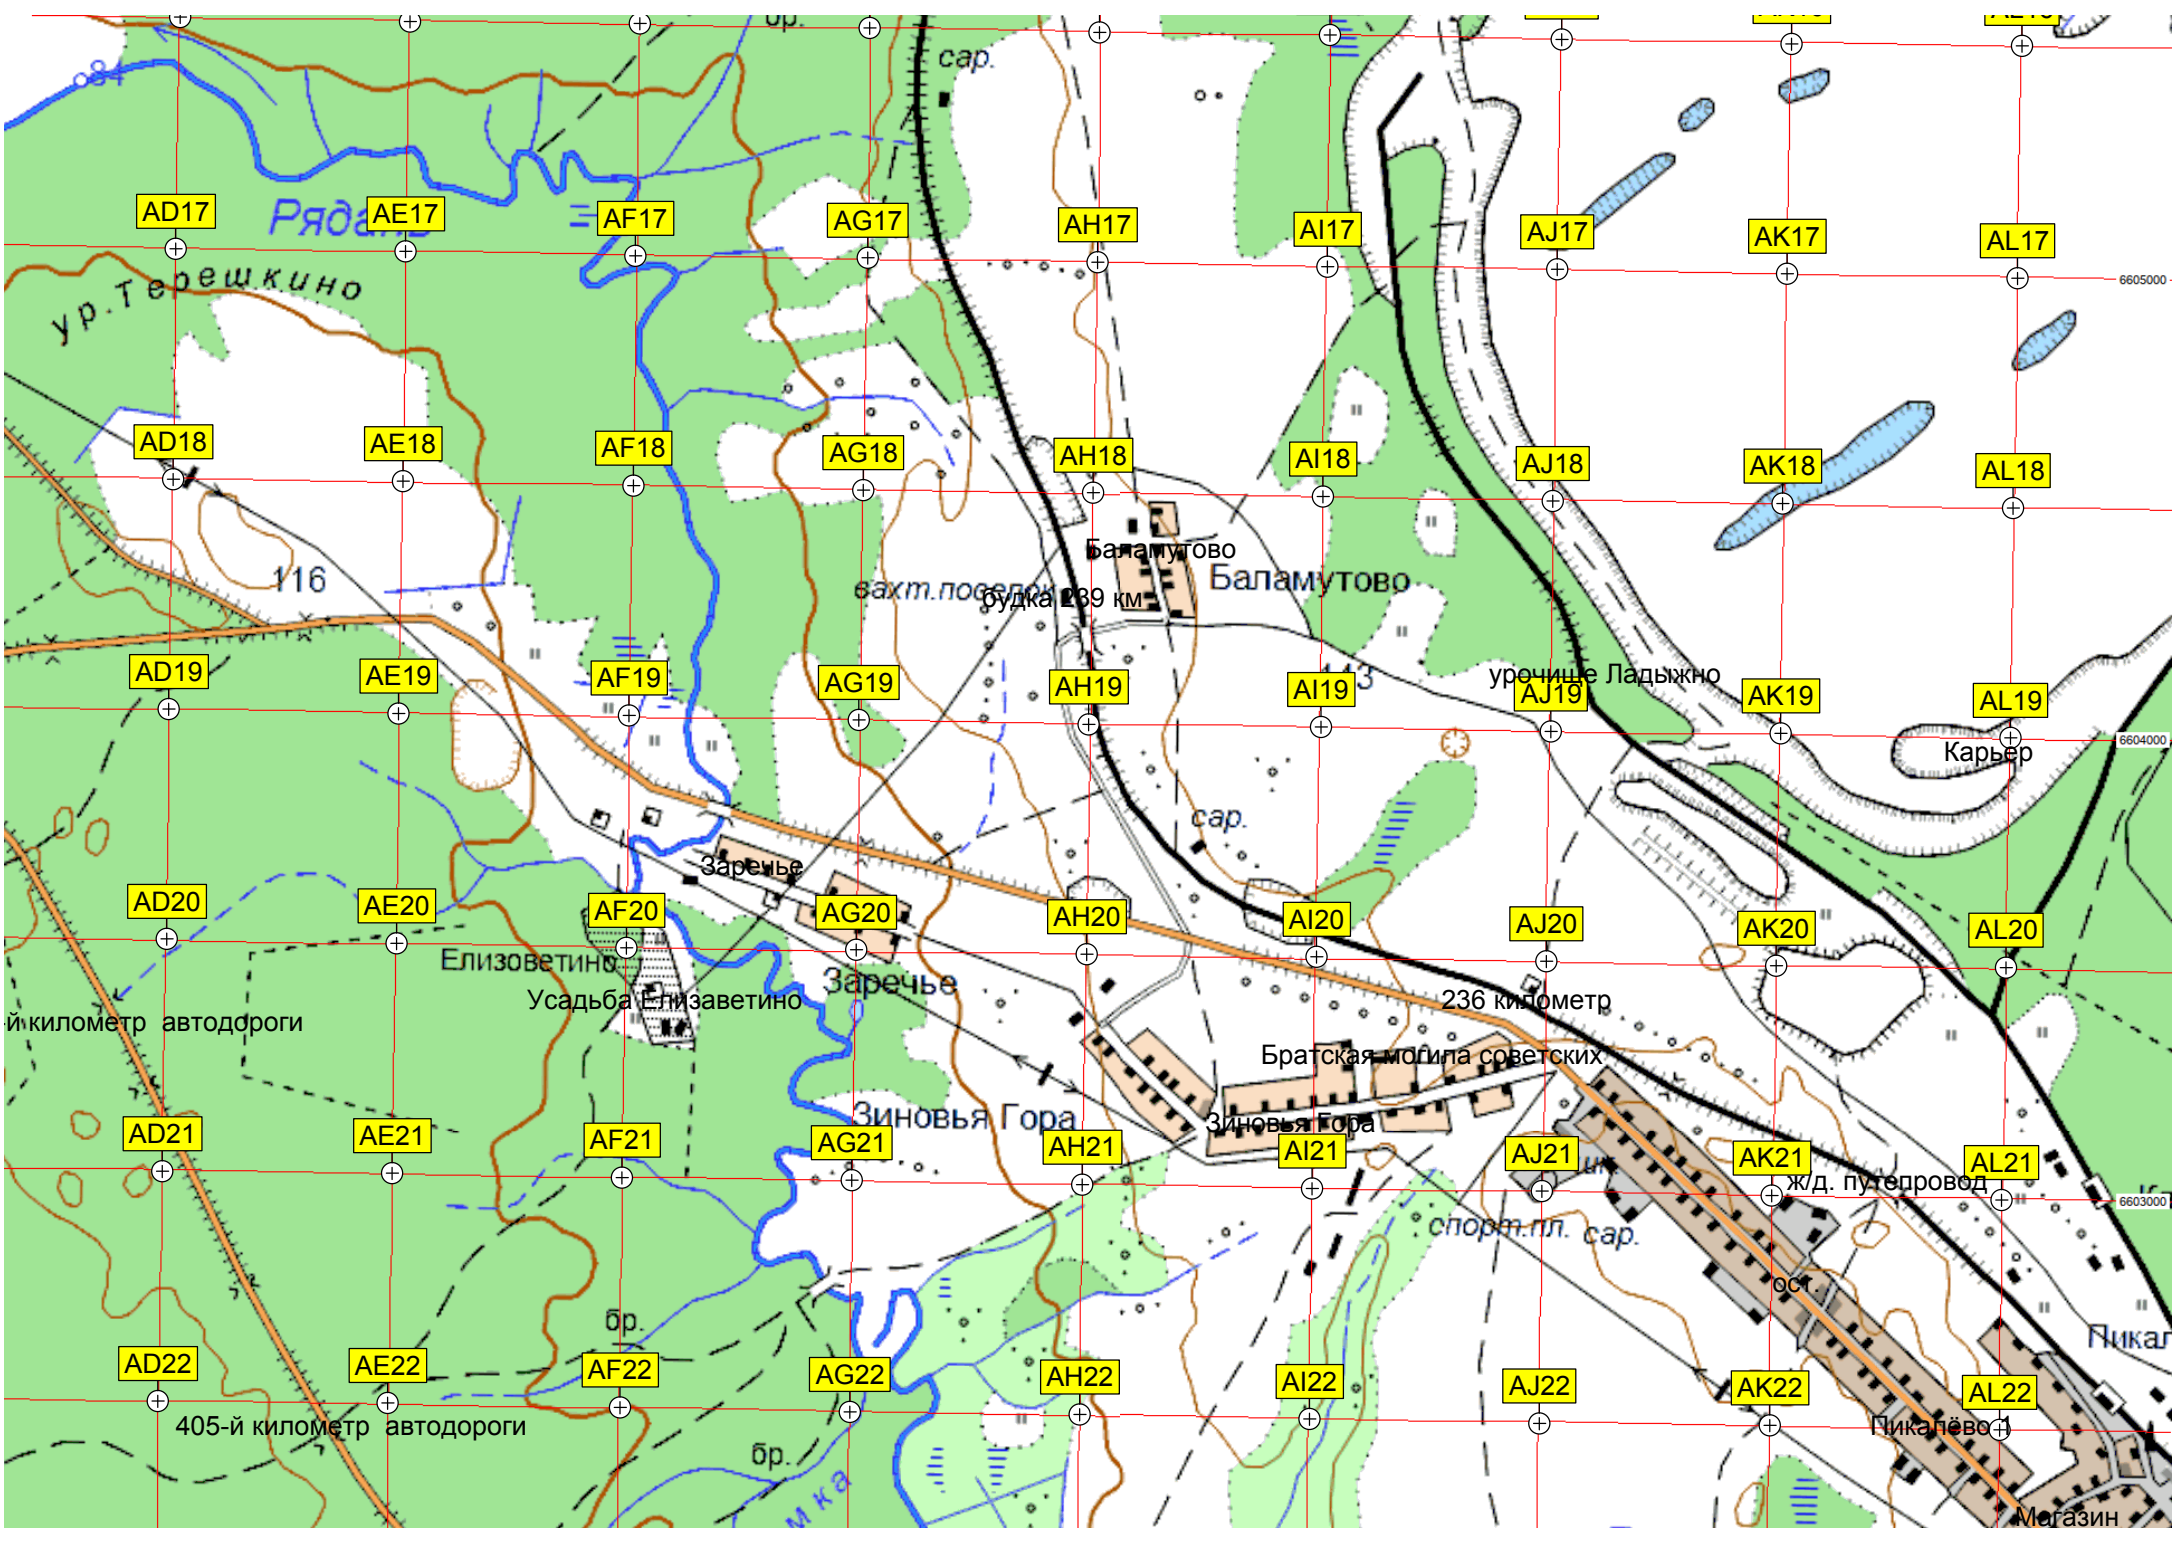 бр.
сар.
о84
AD17
Рядань
AE17
AF17
AG17
AH17
AI17
AJ17
AK17
AL17
6605000
ур. Терешкино
AD18
AE18
AF18
AG18
AH18
AI18
AJ18
AK18
AL18
Баламутово
116
вахт.поселок
будка 239 км
Баламутово
AD19
AE19
AF19
AG19
AH19
AI19
143
урочище Ладыжно
AJ19
AK19
AL19
6604000
Карьер
сар.
Заречье
AD20
AE20
AF20
AG20
AH20
AI20
AJ20
AK20
AL20
Елизоветино
Заречье
Усадьба Елизаветино
236 километр
-й километр автодороги
Братская могила советских
Зиновья Гора
Зиновья Гора
AD21
AE21
AF21
AG21
AH21
AI21
AJ21
AK21
AL21
ж/д. путепровод
6603000
спорт.пл.
сар.
ост.
бр.
Пикал
AD22
AE22
AF22
AG22
AH22
AI22
AJ22
AK22
AL22
405-й километр автодороги
Пикалёво 1
бр.
мка
Магазин